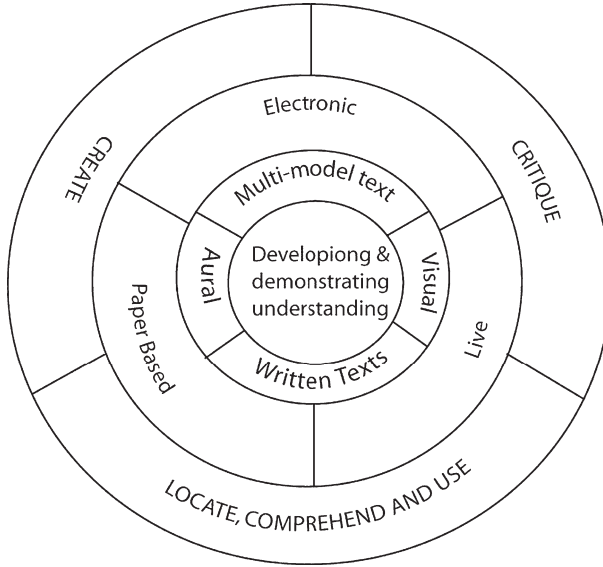 CREATE
CRITIQUE
LOCATE, COMPREHEND AND USE
Electronic
Paper Based
Live
Multi-model text
Aural
Visual
Written Texts
Developiong &
demonstrating
understanding